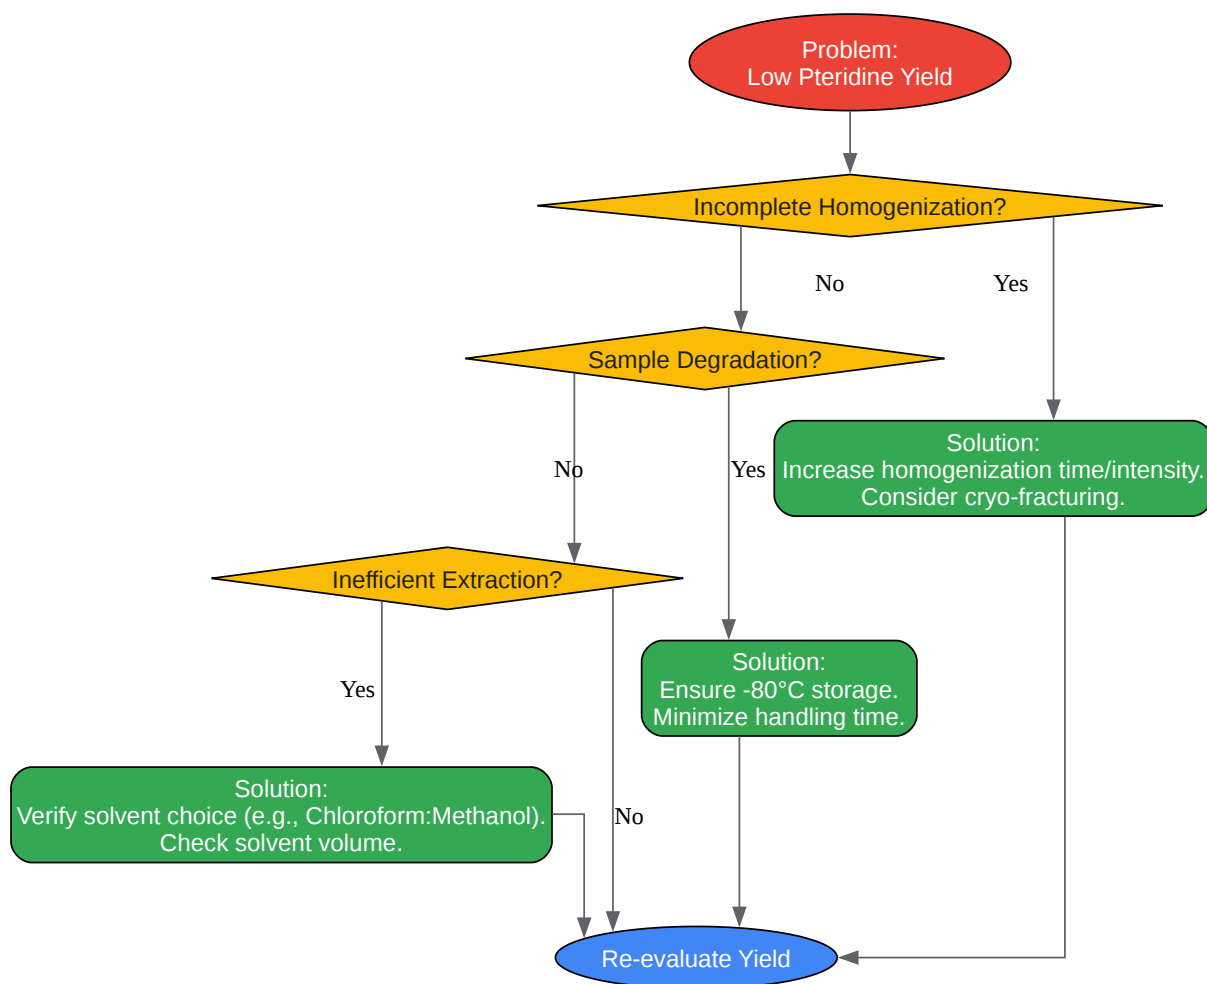 Problem:
Low Pteridine Yield
Incomplete Homogenization?
No
Yes
Sample Degradation?
No
Yes
Solution:
Increase homogenization time/intensity.
Consider cryo-fracturing.
Inefficient Extraction?
Yes
No
Solution:
Ensure -80°C storage.
Minimize handling time.
Solution:
Verify solvent choice (e.g., Chloroform:Methanol).
Check solvent volume.
Re-evaluate Yield